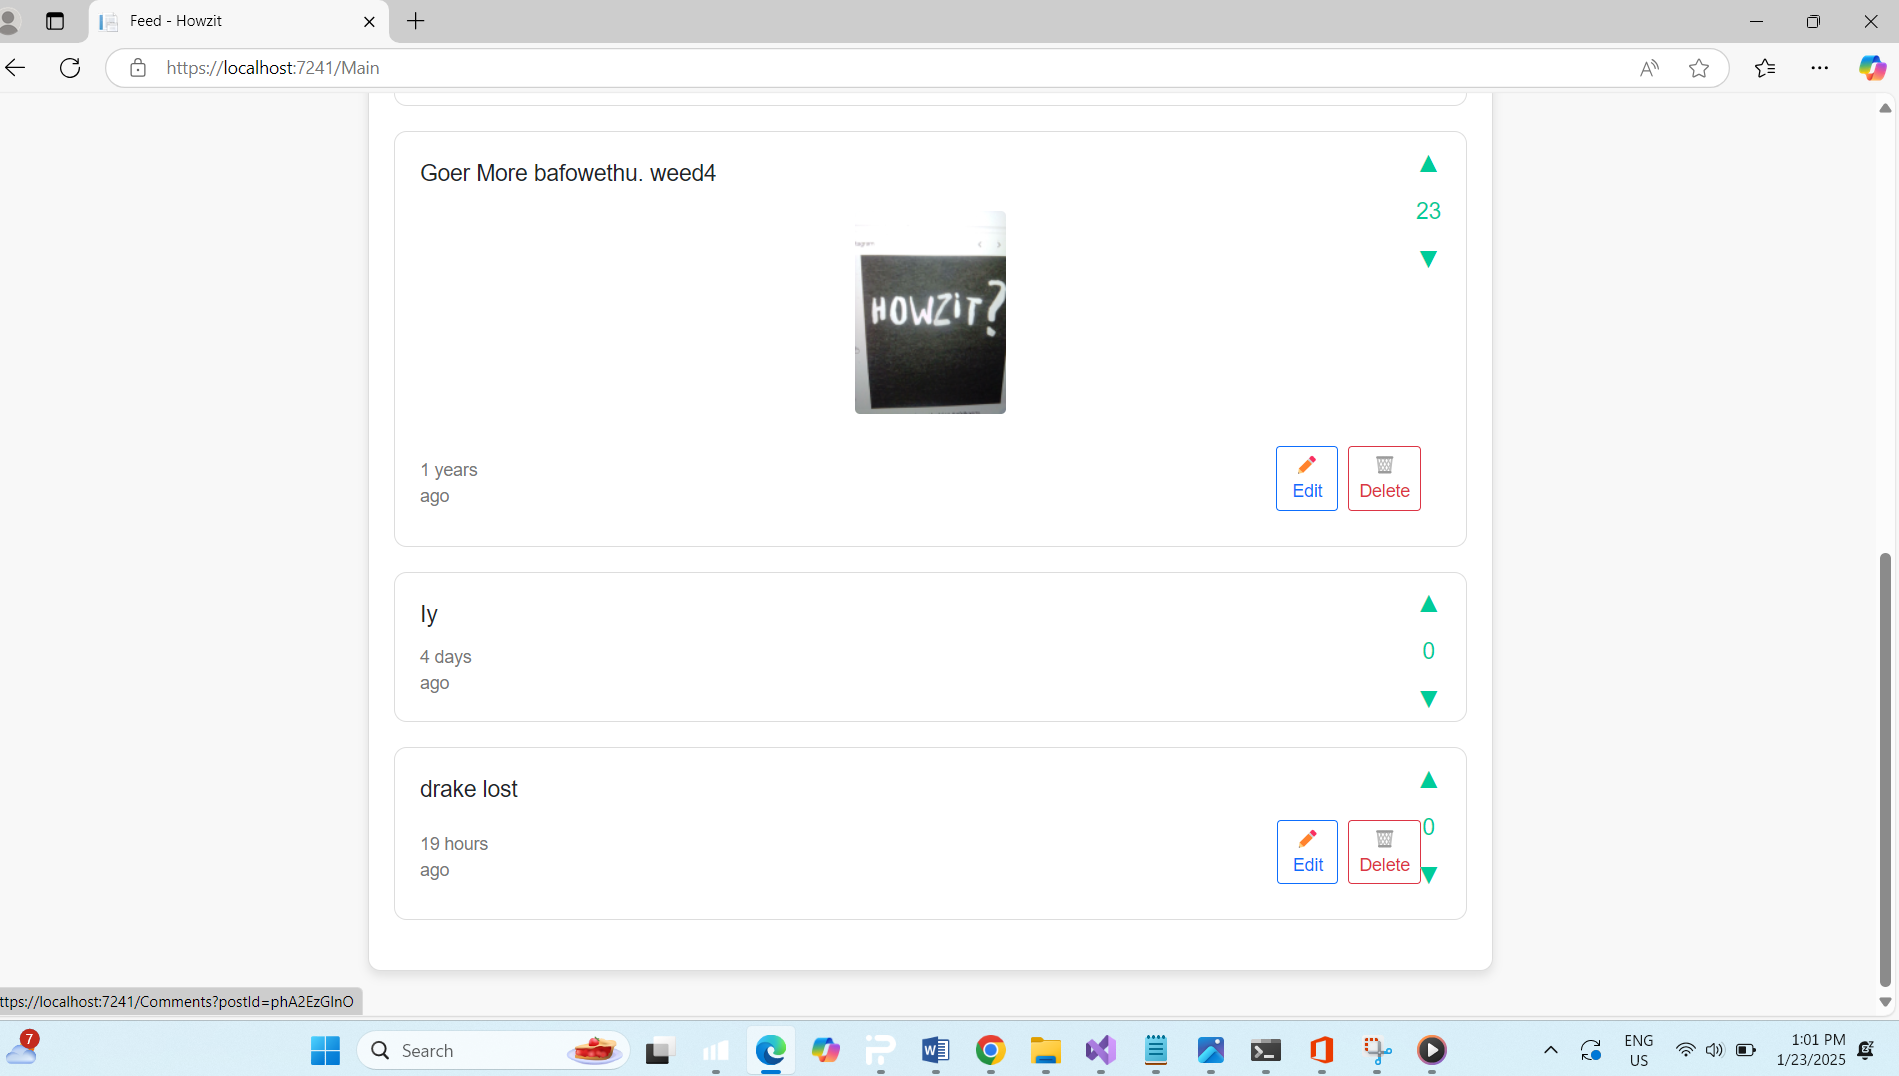 Feed - Howzit
https://localhost:7241/Main
Goer More bafowethu. weed4
23
tagram
HOWZiT?
1 years
ago
Edit
Delete
ly
4 days
ago
0
drake lost
19 hours
ago
Edit
Delete
0
ttps://localhost:7241/Comments?postId=phA2EzGlnO
7
Search
ENG
US
1:01 PM
1/23/2025